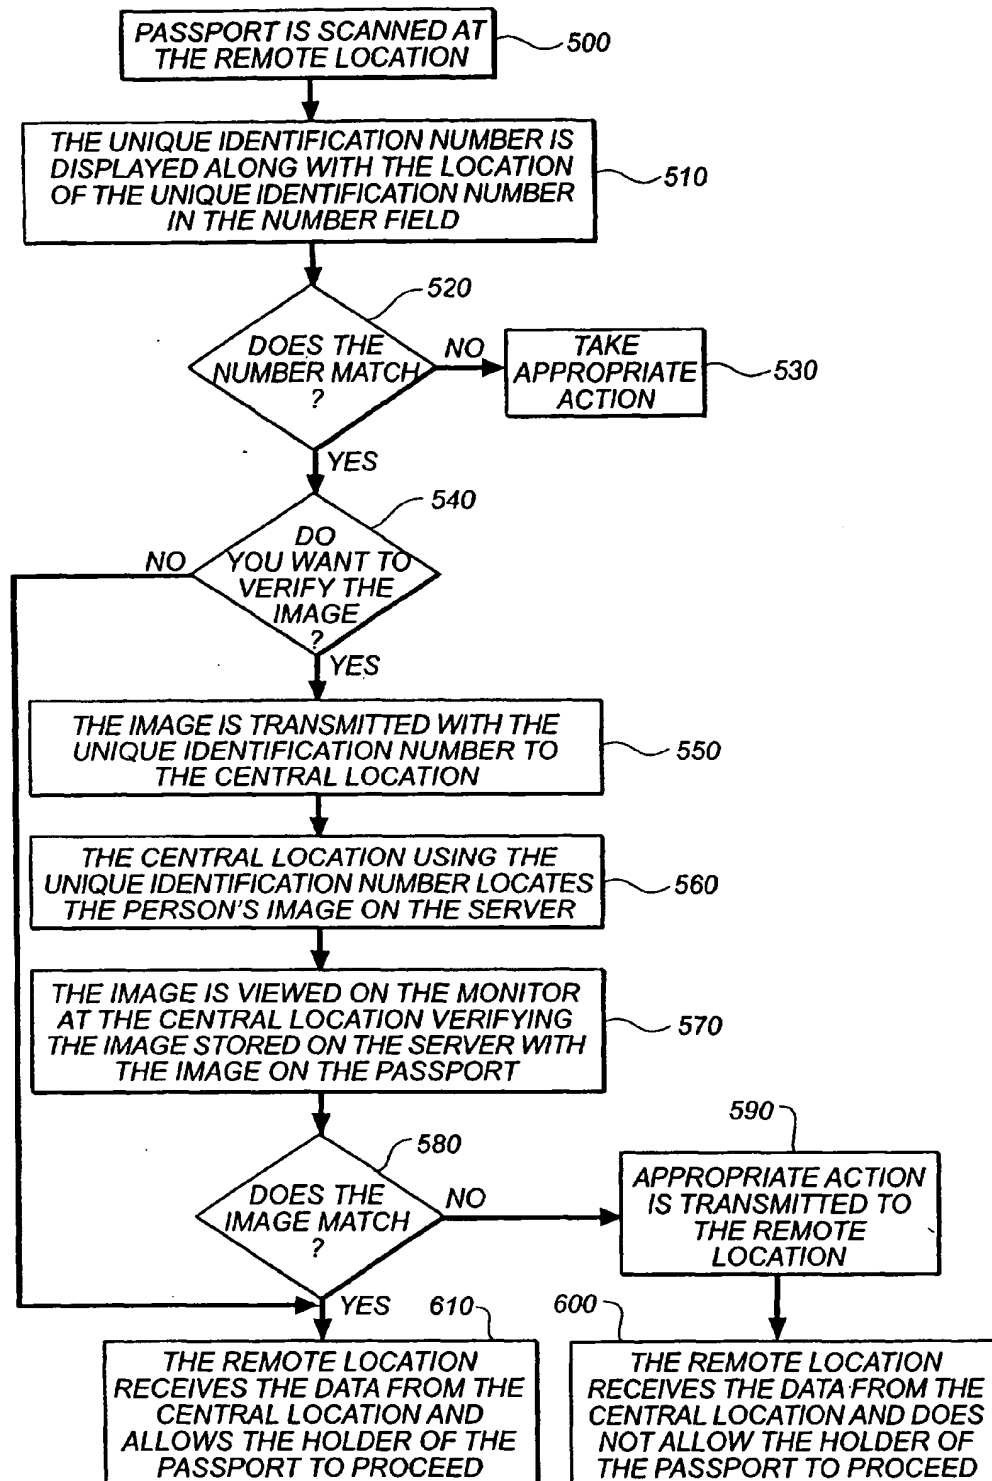 PASSPORT IS SCANNED AT
THE REMOTE LOCATION
500
THE UNIQUE IDENTIFICATION NUMBER IS
DISPLAYED ALONG WITH THE LOCATION
OF THE UNIQUE IDENTIFICATION NUMBER
IN THE NUMBER FIELD
510
520
DOES THE
NUMBER MATCH
?
NO
TAKE
APPROPRIATE
ACTION
530
YES
540
DO
YOU WANT TO
VERIFY THE
IMAGE
?
NO
YES
THE IMAGE IS TRANSMITTED WITH THE
UNIQUE IDENTIFICATION NUMBER TO
THE CENTRAL LOCATION
550
THE CENTRAL LOCATION USING THE
UNIQUE IDENTIFICATION NUMBER LOCATES
THE PERSON'S IMAGE ON THE SERVER
560
THE IMAGE IS VIEWED ON THE MONITOR
AT THE CENTRAL LOCATION VERIFYING
THE IMAGE STORED ON THE SERVER WITH
THE IMAGE ON THE PASSPORT
570
580
DOES THE
IMAGE MATCH
?
NO
590
APPROPRIATE ACTION
IS TRANSMITTED TO
THE REMOTE
LOCATION
YES
610
THE REMOTE LOCATION
RECEIVES THE DATA FROM THE
CENTRAL LOCATION AND
ALLOWS THE HOLDER OF THE
PASSPORT TO PROCEED
600
THE REMOTE LOCATION
RECEIVES THE DATA FROM THE
CENTRAL LOCATION AND DOES
NOT ALLOW THE HOLDER OF
THE PASSPORT TO PROCEED